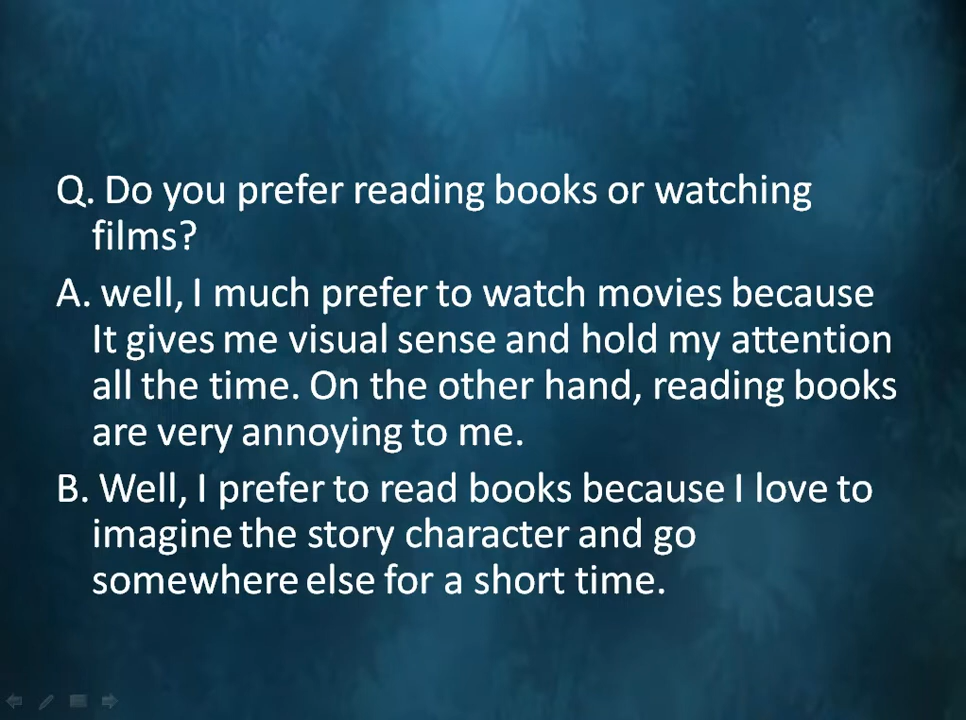 Q. Do you prefer reading books or watching
films?
A. well, I much prefer to watch movies because
It gives me visual sense and hold my attention
all the time. On the other hand, reading books
are very annoying to me.
B. Well, I prefer to read books because I love to
imagine the story character and go
somewhere else for a short time.